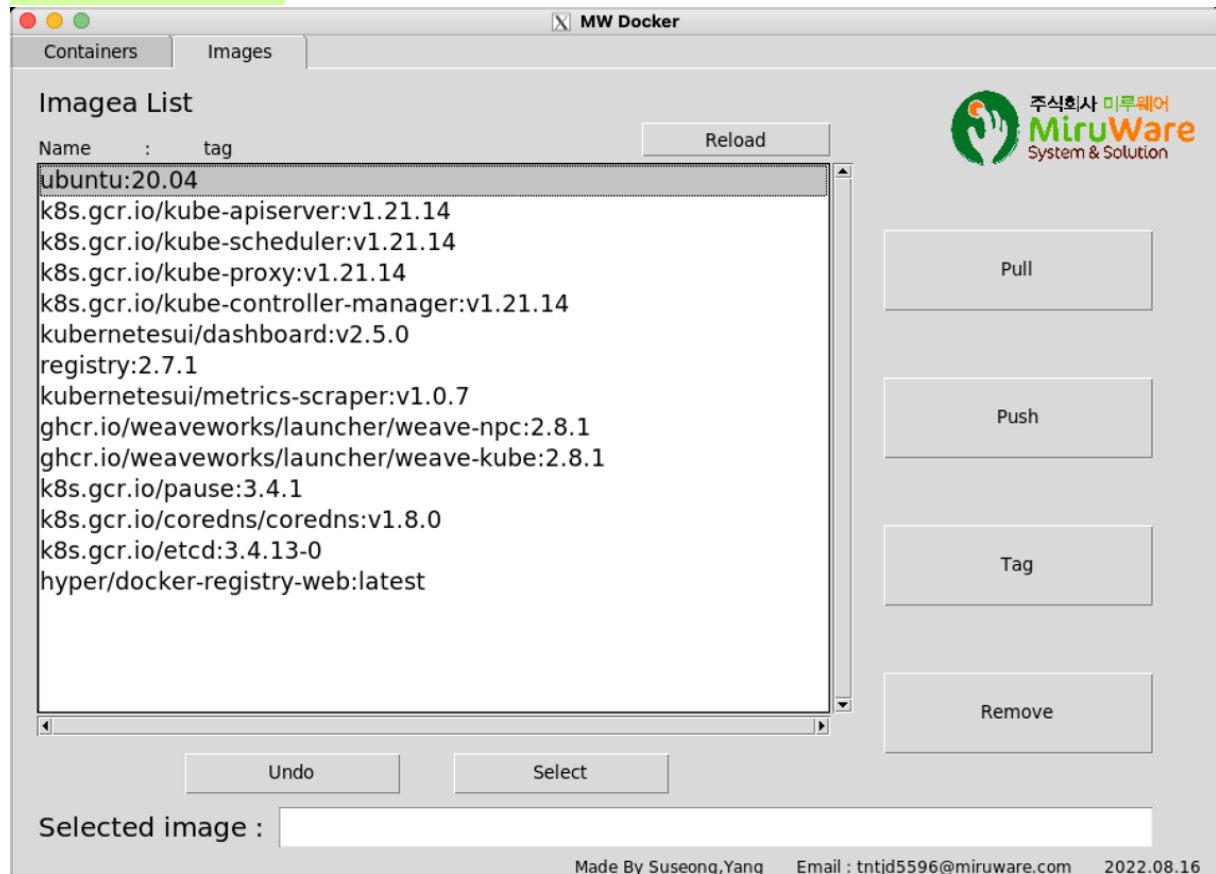 MW Docker
Containers Images
Imagea List
주식회사 미루웨어
MiruWare
System & Solution
Name : tag
Reload
ubuntu:20.04
k8s.gcr.io/kube-apiserver:v1.21.14
k8s.gcr.io/kube-scheduler:v1.21.14
k8s.gcr.io/kube-proxy:v1.21.14
k8s.gcr.io/kube-controller-manager:v1.21.14
kubernetesui/dashboard:v2.5.0
registry:2.7.1
kubernetesui/metrics-scraper:v1.0.7
ghcr.io/weaveworks/launcher/weave-npc:2.8.1
ghcr.io/weaveworks/launcher/weave-kube:2.8.1
k8s.gcr.io/pause:3.4.1
k8s.gcr.io/coredns/coredns:v1.8.0
k8s.gcr.io/etcd:3.4.13-0
hyper/docker-registry-web:latest
Pull
Push
Tag
Remove
Undo Select
Selected image :
Made By Suseong,Yang Email : tntjd5596@miruware.com 2022.08.16